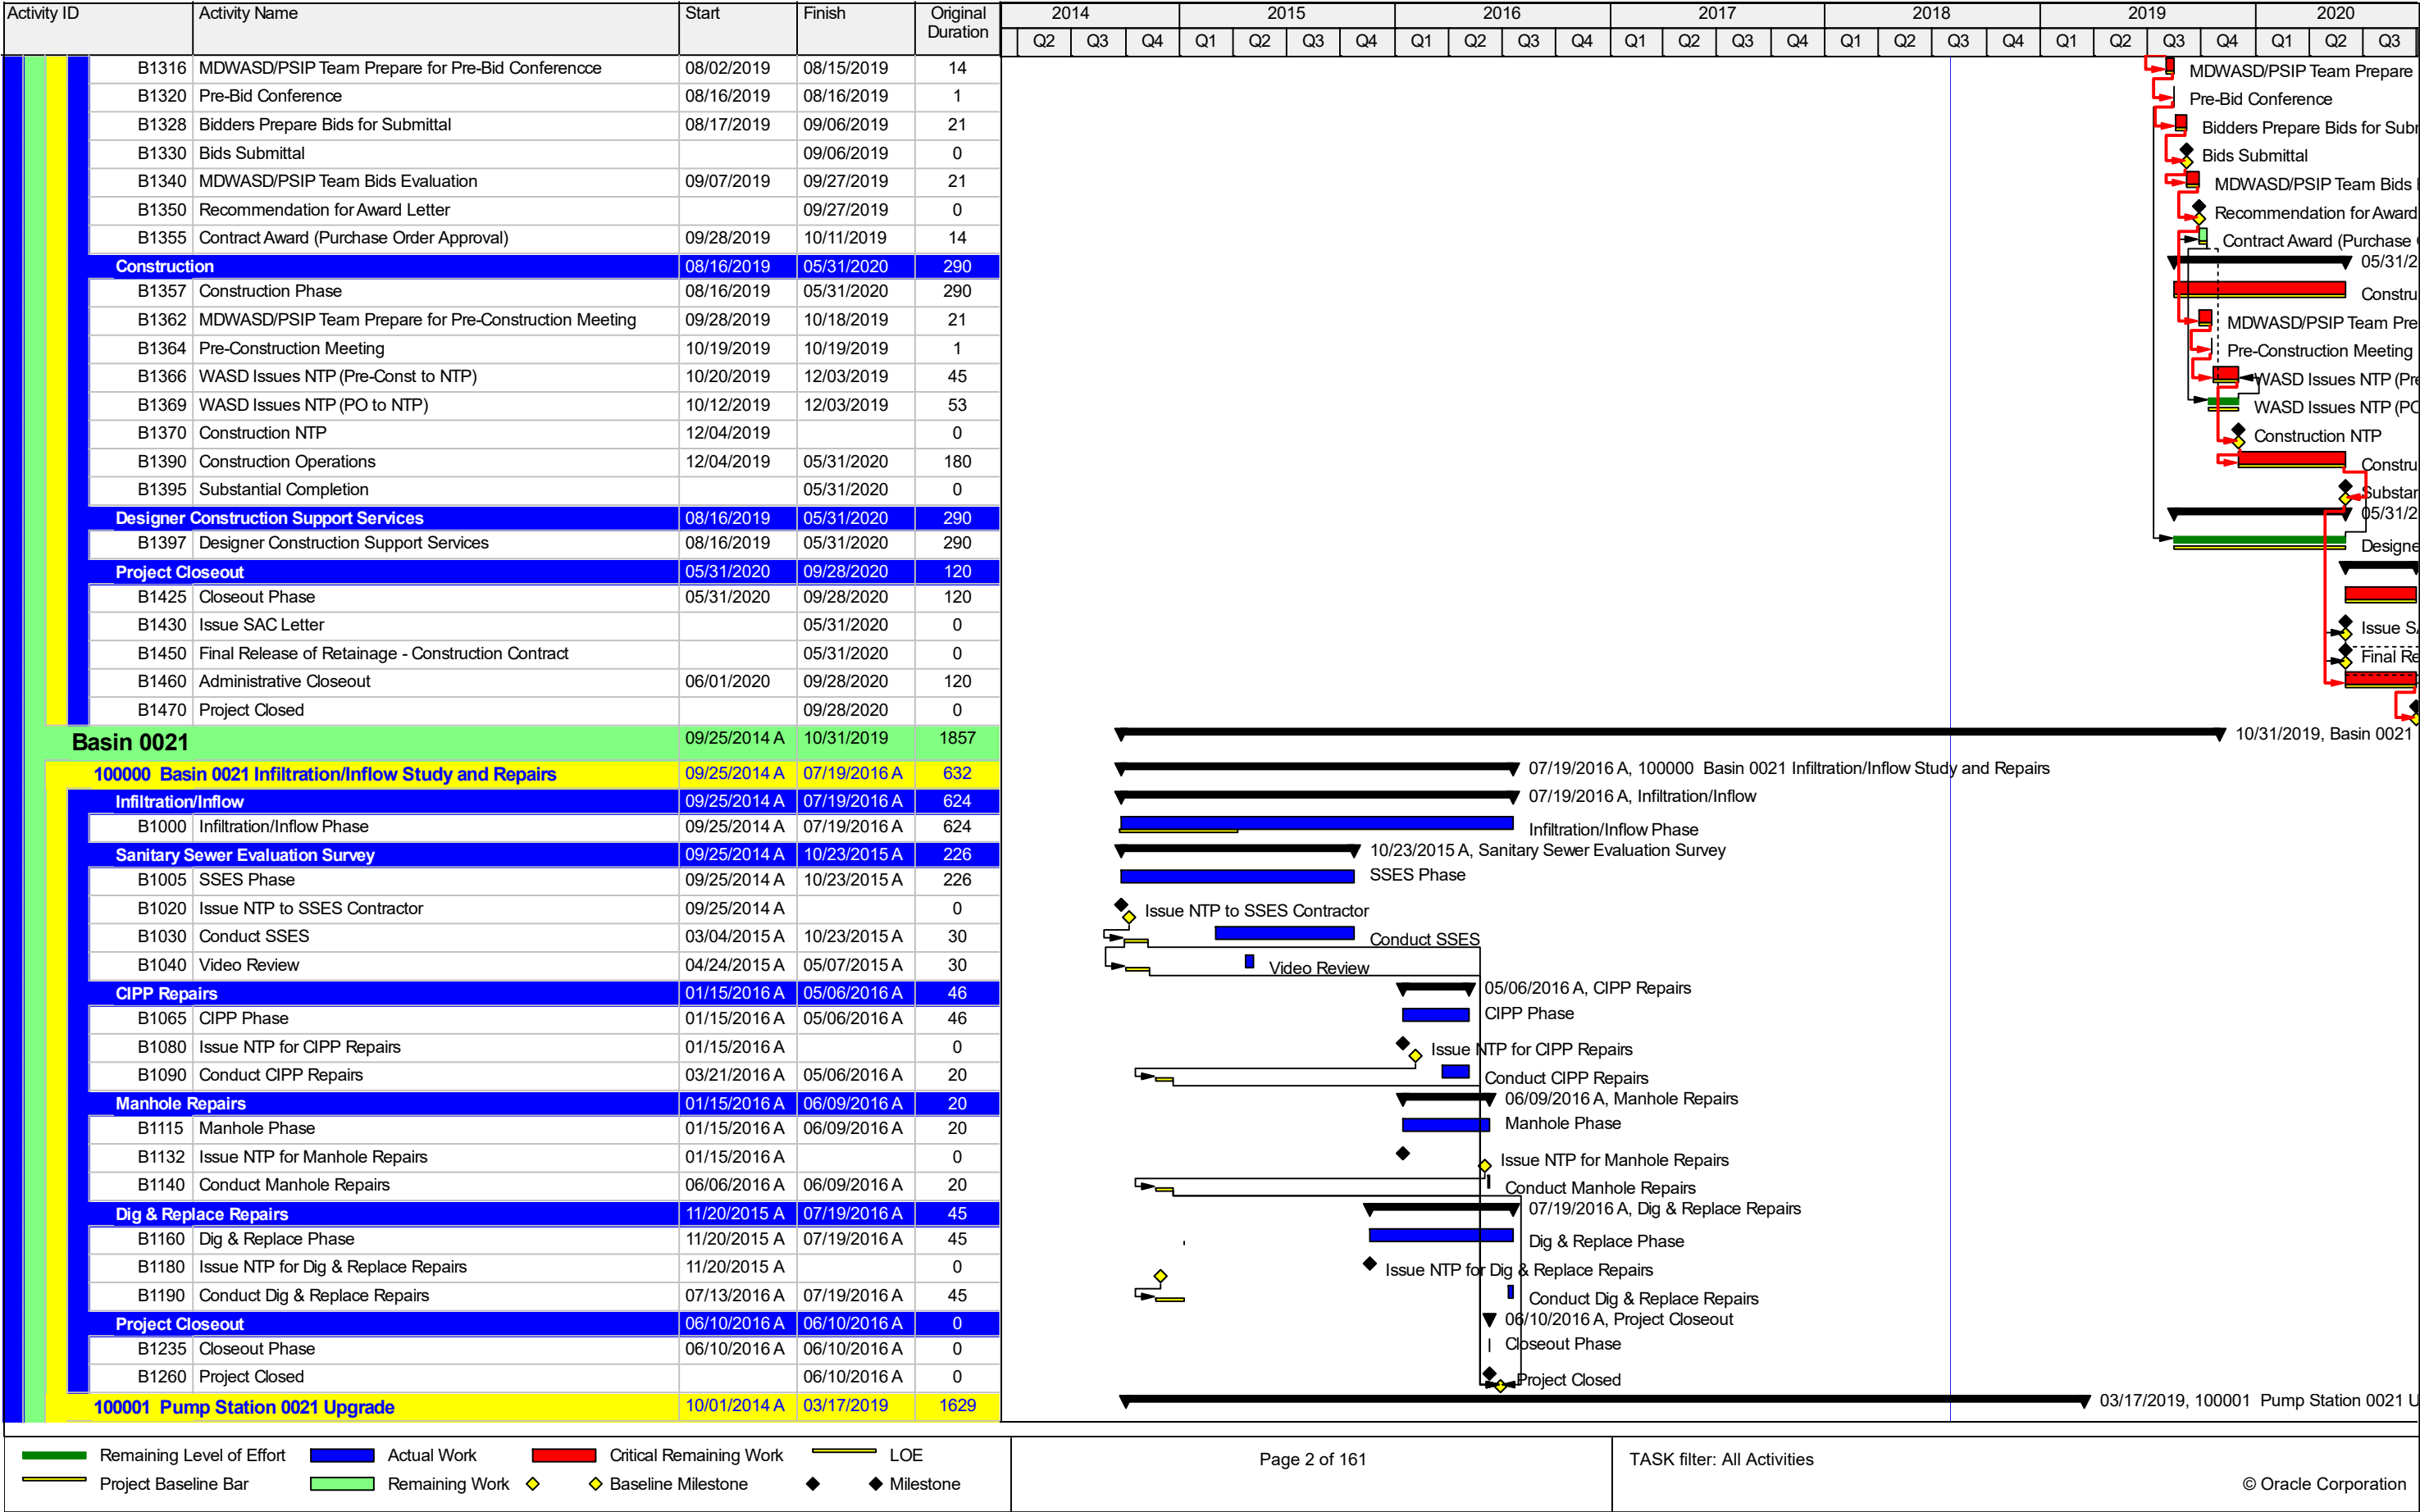 Activity ID Activity Name Start Finish Original Duration 2014 2015 2016 2017 2018 2019 2020
Q2 Q3 Q4 Q1 Q2 Q3 Q4 Q1 Q2 Q3 Q4 Q1 Q2 Q3 Q4 Q1 Q2 Q3 Q4 Q1 Q2 Q3 Q4 Q1 Q2 Q3
B1316 MDWASD/PSIP Team Prepare for Pre-Bid Conferencce 08/02/2019 08/15/2019 14 MDWASD/PSIP Team Prepare
B1320 Pre-Bid Conference 08/16/2019 08/16/2019 1 Pre-Bid Conference
B1328 Bidders Prepare Bids for Submittal 08/17/2019 09/06/2019 21 Bidders Prepare Bids for Subr
B1330 Bids Submittal 09/06/2019 0 Bids Submittal
B1340 MDWASD/PSIP Team Bids Evaluation 09/07/2019 09/27/2019 21 MDWASD/PSIP Team Bids
B1350 Recommendation for Award Letter 09/27/2019 0 Recommendation for Award
B1355 Contract Award (Purchase Order Approval) 09/28/2019 10/11/2019 14 Contract Award (Purchase
Construction 08/16/2019 05/31/2020 290 05/31/2
B1357 Construction Phase 08/16/2019 05/31/2020 290 Constru
B1362 MDWASD/PSIP Team Prepare for Pre-Construction Meeting 09/28/2019 10/18/2019 21 MDWASD/PSIP Team Pre
B1364 Pre-Construction Meeting 10/19/2019 10/19/2019 1 Pre-Construction Meeting
B1366 WASD Issues NTP (Pre-Const to NTP) 10/20/2019 12/03/2019 45 WASD Issues NTP (Pre
B1369 WASD Issues NTP (PO to NTP) 10/12/2019 12/03/2019 53 WASD Issues NTP (PO
B1370 Construction NTP 12/04/2019 0 Construction NTP
B1390 Construction Operations 12/04/2019 05/31/2020 180 Constru
B1395 Substantial Completion 05/31/2020 0 Substan
Designer Construction Support Services 08/16/2019 05/31/2020 290 05/31/2
B1397 Designer Construction Support Services 08/16/2019 05/31/2020 290 Designe
Project Closeout 05/31/2020 09/28/2020 120
B1425 Closeout Phase 05/31/2020 09/28/2020 120
B1430 Issue SAC Letter 05/31/2020 0 Issue SA
B1450 Final Release of Retainage - Construction Contract 05/31/2020 0 Final Re
B1460 Administrative Closeout 06/01/2020 09/28/2020 120
B1470 Project Closed 09/28/2020 0
Basin 0021 09/25/2014 A 10/31/2019 1857 10/31/2019, Basin 0021
100000 Basin 0021 Infiltration/Inflow Study and Repairs 09/25/2014 A 07/19/2016 A 632 07/19/2016 A, 100000 Basin 0021 Infiltration/Inflow Study and Repairs
Infiltration/Inflow 09/25/2014 A 07/19/2016 A 624 07/19/2016 A, Infiltration/Inflow
B1000 Infiltration/Inflow Phase 09/25/2014 A 07/19/2016 A 624 Infiltration/Inflow Phase
Sanitary Sewer Evaluation Survey 09/25/2014 A 10/23/2015 A 226 10/23/2015 A, Sanitary Sewer Evaluation Survey
B1005 SSES Phase 09/25/2014 A 10/23/2015 A 226 SSES Phase
B1020 Issue NTP to SSES Contractor 09/25/2014 A 0 Issue NTP to SSES Contractor
B1030 Conduct SSES 03/04/2015 A 10/23/2015 A 30 Conduct SSES
B1040 Video Review 04/24/2015 A 05/07/2015 A 30 Video Review
CIPP Repairs 01/15/2016 A 05/06/2016 A 46 05/06/2016 A, CIPP Repairs
B1065 CIPP Phase 01/15/2016 A 05/06/2016 A 46 CIPP Phase
B1080 Issue NTP for CIPP Repairs 01/15/2016 A 0 Issue NTP for CIPP Repairs
B1090 Conduct CIPP Repairs 03/21/2016 A 05/06/2016 A 20 Conduct CIPP Repairs
Manhole Repairs 01/15/2016 A 06/09/2016 A 20 06/09/2016 A, Manhole Repairs
B1115 Manhole Phase 01/15/2016 A 06/09/2016 A 20 Manhole Phase
B1132 Issue NTP for Manhole Repairs 01/15/2016 A 0 Issue NTP for Manhole Repairs
B1140 Conduct Manhole Repairs 06/06/2016 A 06/09/2016 A 20 Conduct Manhole Repairs
Dig & Replace Repairs 11/20/2015 A 07/19/2016 A 45 07/19/2016 A, Dig & Replace Repairs
B1160 Dig & Replace Phase 11/20/2015 A 07/19/2016 A 45 Dig & Replace Phase
B1180 Issue NTP for Dig & Replace Repairs 11/20/2015 A 0 Issue NTP for Dig & Replace Repairs
B1190 Conduct Dig & Replace Repairs 07/13/2016 A 07/19/2016 A 45 Conduct Dig & Replace Repairs
Project Closeout 06/10/2016 A 06/10/2016 A 0 06/10/2016 A, Project Closeout
B1235 Closeout Phase 06/10/2016 A 06/10/2016 A 0 Closeout Phase
B1260 Project Closed 06/10/2016 A 0 Project Closed
100001 Pump Station 0021 Upgrade 10/01/2014 A 03/17/2019 1629 03/17/2019, 100001 Pump Station 0021 U
Remaining Level of Effort Actual Work Critical Remaining Work LOE Page 2 of 161 TASK filter: All Activities
Project Baseline Bar Remaining Work Baseline Milestone Milestone © Oracle Corporation